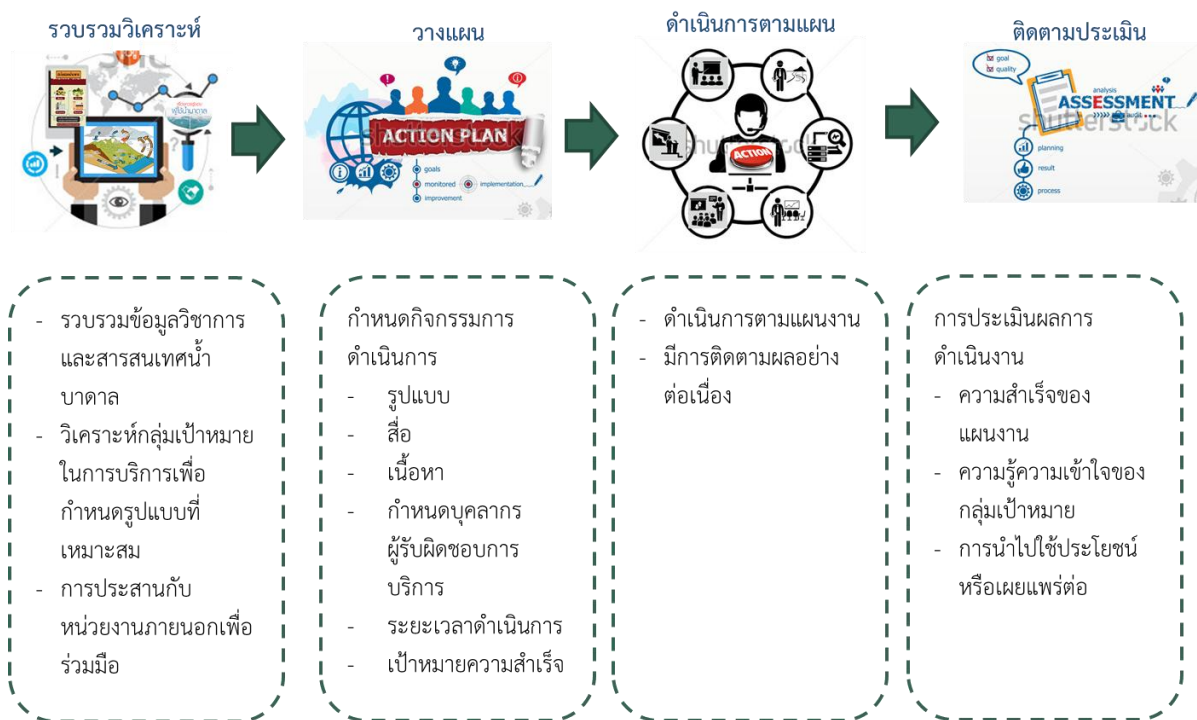 รวบรวมวิเคราะห์
วางแผน
ดำเนินการตามแผน
ติดตามประเมิน
ACTION PLAN
goals
monitored
implementation
improvement
ACTION
goal
quality
analysis
ASSESSMENT
audit
shutterstock
planning
result
process
- รวบรวมข้อมูลวิชาการ
และสารสนเทศน้ำ
บาดาล
- วิเคราะห์กลุ่มเป้าหมาย
ในการบริการเพื่อ
กำหนดรูปแบบที่
เหมาะสม
- การประสานกับ
หน่วยงานภายนอกเพื่อ
ร่วมมือ
กำหนดกิจกรรมการ
ดำเนินการ
- รูปแบบ
- สื่อ
- เนื้อหา
- กำหนดบุคลากร
ผู้รับผิดชอบการ
บริการ
- ระยะเวลาดำเนินการ
- เป้าหมายความสำเร็จ
- ดำเนินการตามแผนงาน
- มีการติดตามผลอย่าง
ต่อเนื่อง
การประเมินผลการ
ดำเนินงาน
- ความสำเร็จของ
แผนงาน
- ความรู้ความเข้าใจของ
กลุ่มเป้าหมาย
- การนำไปใช้ประโยชน์
หรือเผยแพร่ต่อ